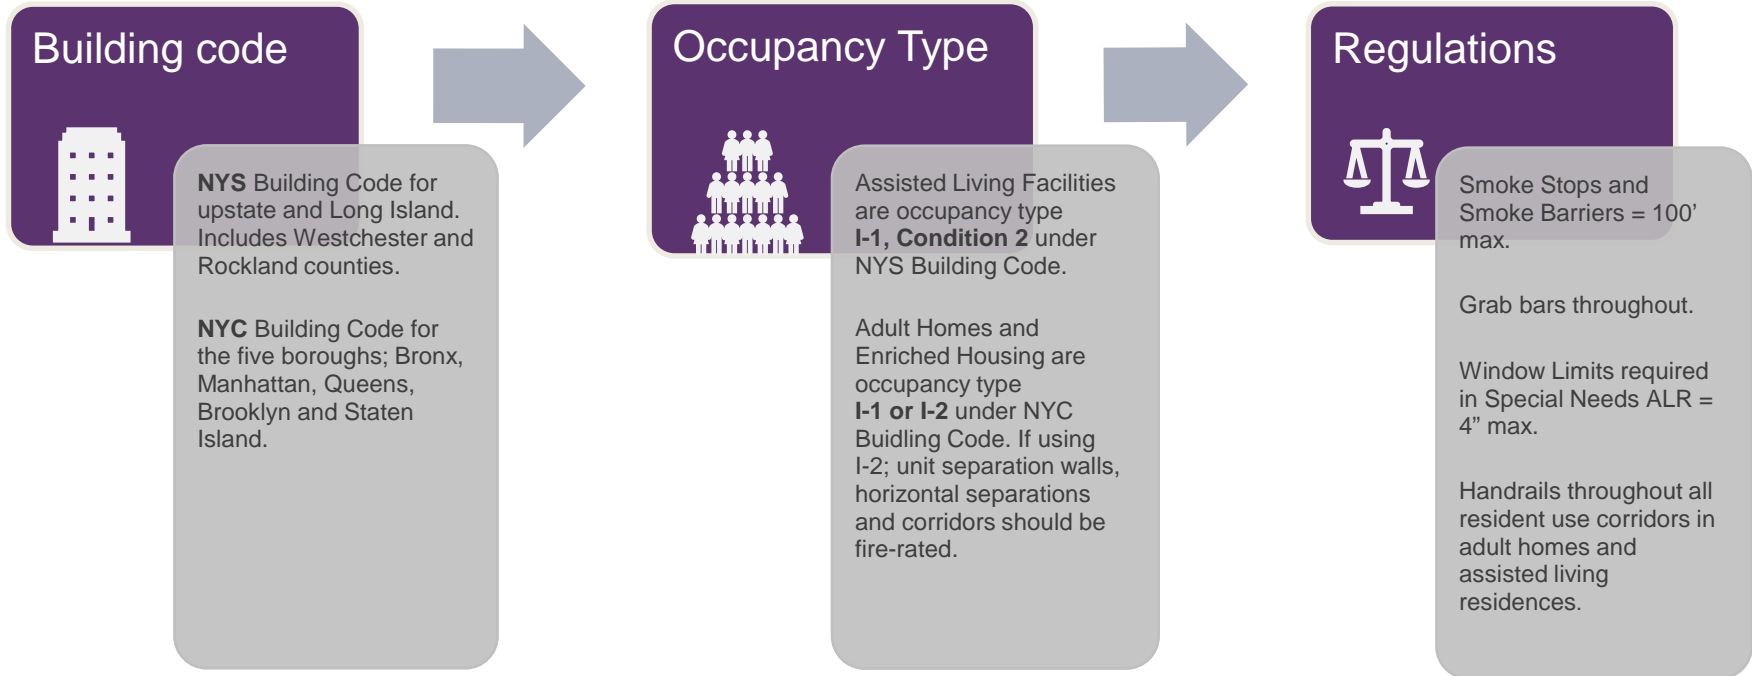 Building code
NYS Building Code for
upstate and Long Island.
Includes Westchester and
Rockland counties.
NYC Building Code for
the five boroughs; Bronx,
Manhattan, Queens,
Brooklyn and Staten
Island.
Occupancy Type
Assisted Living Facilities
are occupancy type
I-1, Condition 2 under
NYS Building Code.
Adult Homes and
Enriched Housing are
occupancy type
I-1 or I-2 under NYC
Buidling Code. If using
I-2; unit separation walls,
horizontal separations
and corridors should be
fire-rated.
Regulations
Smoke Stops and
Smoke Barriers = 100’
max.
Grab bars throughout.
Window Limits required
in Special Needs ALR =
4” max.
Handrails throughout all
resident use corridors in
adult homes and
assisted living
residences.